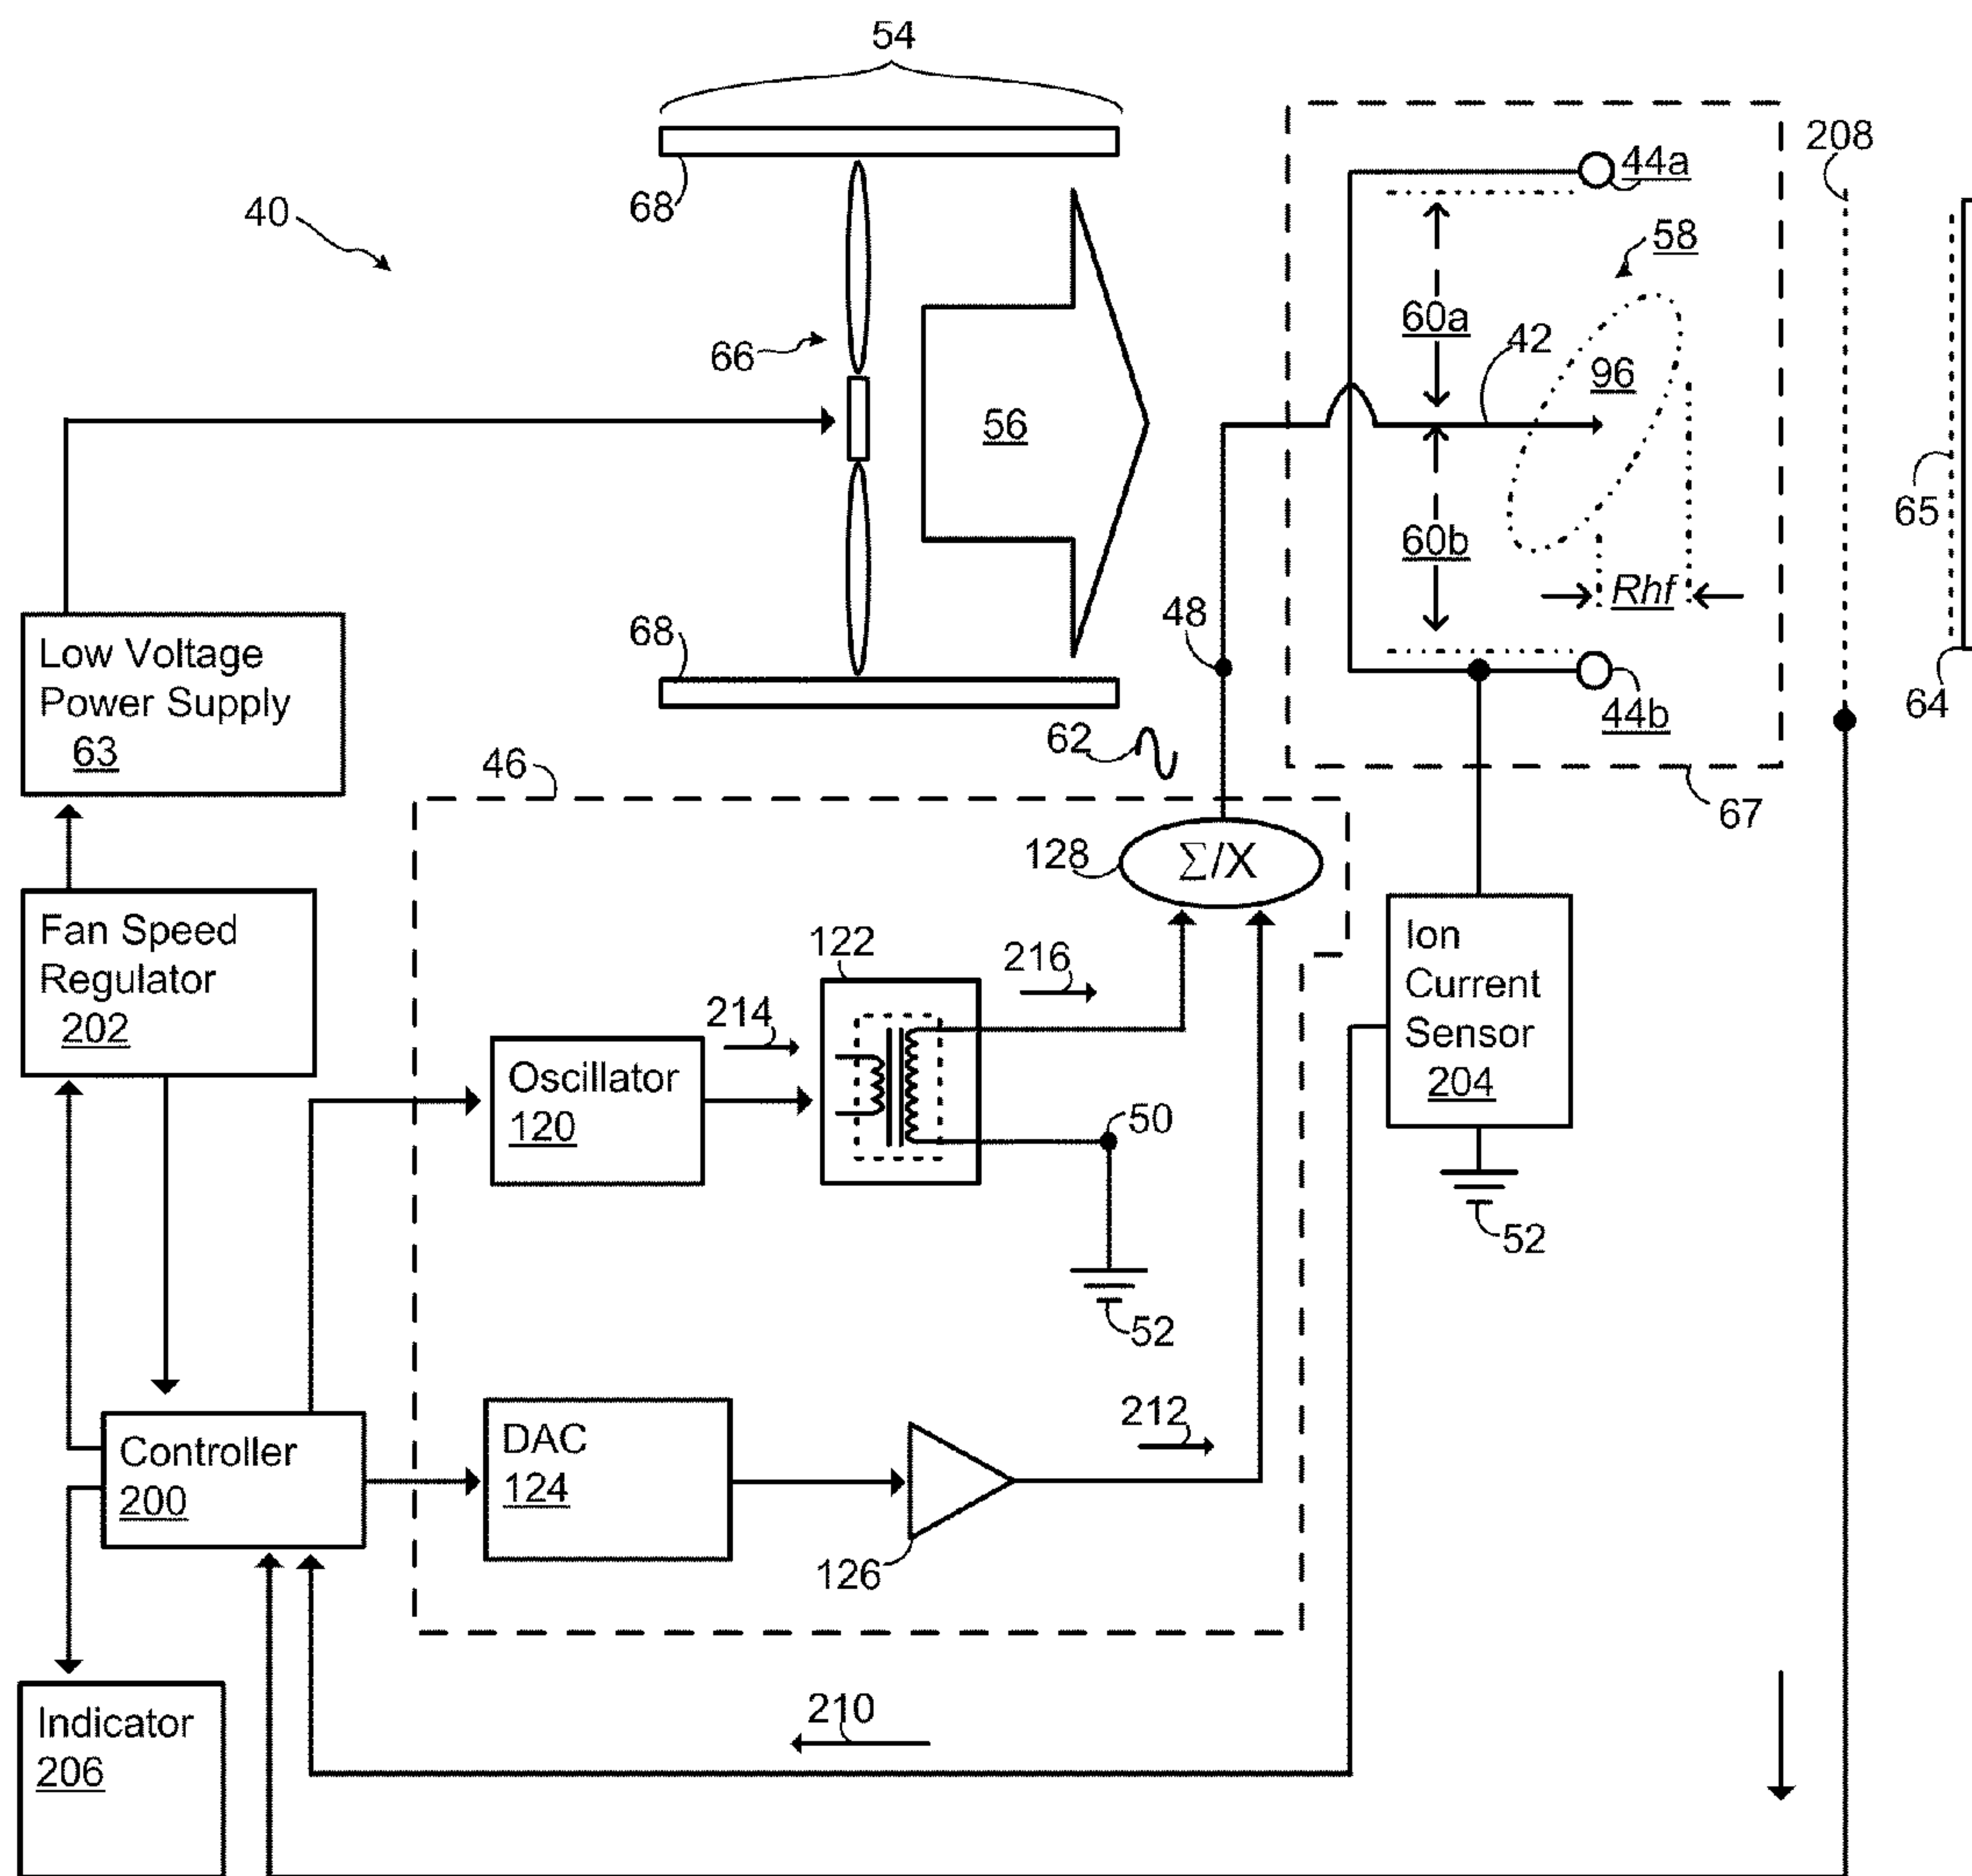 54
208
44a
68
40
58
60a
42
66
96
56
65
60b
Rhf
48
68
Low Voltage
Power Supply
63
64
44b
62
46
67
128
Σ/X
Fan Speed
Regulator
202
122
216
Ion
Current
Sensor
204
214
Oscillator
120
50
52
52
212
DAC
124
Controller
200
126
210
Indicator
206